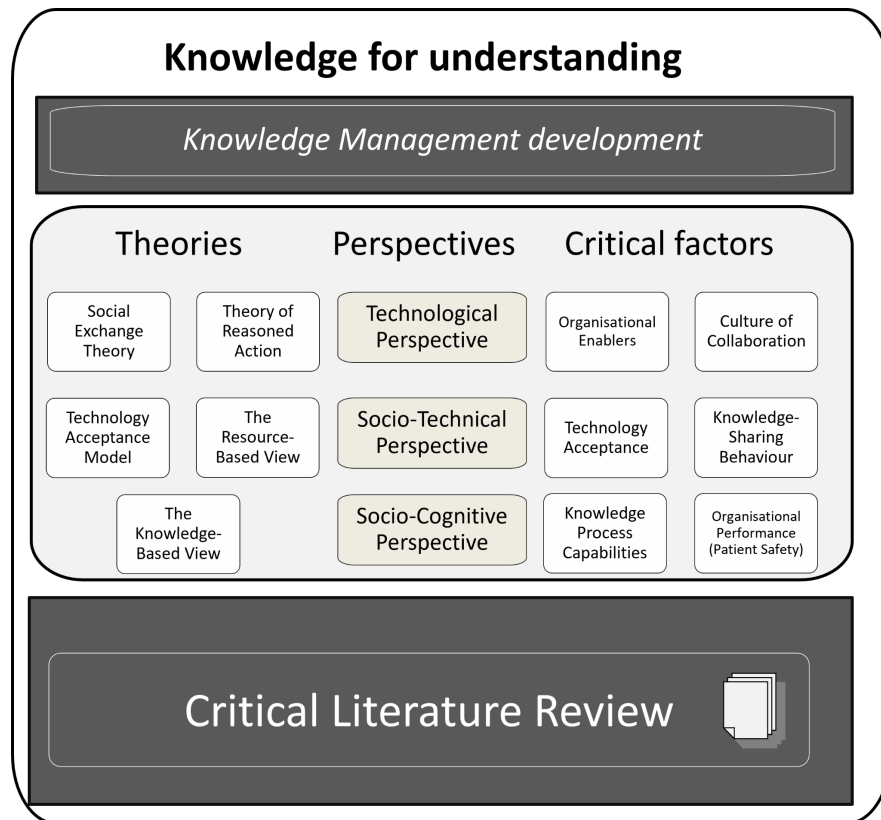 Knowledge for understanding
Knowledge Management development
Theories
Perspectives
Critical factors
Social
Exchange
Theory
Theory of
Reasoned
Action
Technological
Perspective
Organisational
Enablers
Culture of
Collaboration
Technology
Acceptance
Model
The
Resource-
Based View
Socio-Technical
Perspective
Technology
Acceptance
Knowledge-
Sharing
Behaviour
The
Knowledge-
Based View
Socio-Cognitive
Perspective
Knowledge
Process
Capabilities
Organisational
Performance
(Patient Safety)
Critical Literature Review